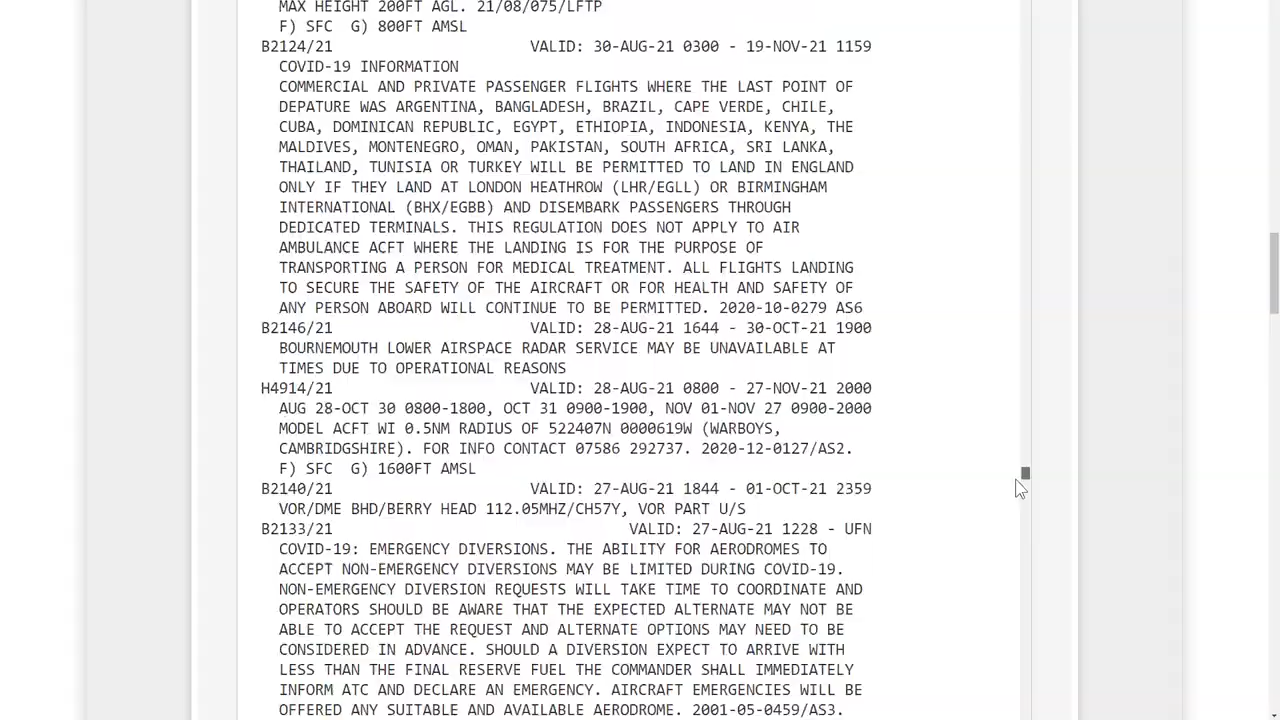 MAX HEIGHT 200FT AGL. 21/08/075/LFTP
F) SFC  G) 800FT AMSL
B2124/21 VALID: 30-AUG-21 0300 - 19-NOV-21 1159
COVID-19 INFORMATION
COMMERCIAL AND PRIVATE PASSENGER FLIGHTS WHERE THE LAST POINT OF
DEPATURE WAS ARGENTINA, BANGLADESH, BRAZIL, CAPE VERDE, CHILE,
CUBA, DOMINICAN REPUBLIC, EGYPT, ETHIOPIA, INDONESIA, KENYA, THE
MALDIVES, MONTENEGRO, OMAN, PAKISTAN, SOUTH AFRICA, SRI LANKA,
THAILAND, TUNISIA OR TURKEY WILL BE PERMITTED TO LAND IN ENGLAND
ONLY IF THEY LAND AT LONDON HEATHROW (LHR/EGLL) OR BIRMINGHAM
INTERNATIONAL (BHX/EGBB) AND DISEMBARK PASSENGERS THROUGH
DEDICATED TERMINALS. THIS REGULATION DOES NOT APPLY TO AIR
AMBULANCE ACFT WHERE THE LANDING IS FOR THE PURPOSE OF
TRANSPORTING A PERSON FOR MEDICAL TREATMENT. ALL FLIGHTS LANDING
TO SECURE THE SAFETY OF THE AIRCRAFT OR FOR HEALTH AND SAFETY OF
ANY PERSON ABOARD WILL CONTINUE TO BE PERMITTED. 2020-10-0279 AS6
B2146/21 VALID: 28-AUG-21 1644 - 30-OCT-21 1900
BOURNEMOUTH LOWER AIRSPACE RADAR SERVICE MAY BE UNAVAILABLE AT
TIMES DUE TO OPERATIONAL REASONS
H4914/21 VALID: 28-AUG-21 0800 - 27-NOV-21 2000
AUG 28-OCT 30 0800-1800, OCT 31 0900-1900, NOV 01-NOV 27 0900-2000
MODEL ACFT WI 0.5NM RADIUS OF 522407N 0000619W (WARBOYS,
CAMBRIDGSHIRE). FOR INFO CONTACT 07586 292737. 2020-12-0127/AS2.
F) SFC  G) 1600FT AMSL
B2140/21 VALID: 27-AUG-21 1844 - 01-OCT-21 2359
VOR/DME BHD/BERRY HEAD 112.05MHZ/CH57Y, VOR PART U/S
B2133/21 VALID: 27-AUG-21 1228 - UFN
COVID-19: EMERGENCY DIVERSIONS. THE ABILITY FOR AERODROMES TO
ACCEPT NON-EMERGENCY DIVERSIONS MAY BE LIMITED DURING COVID-19.
NON-EMERGENCY DIVERSION REQUESTS WILL TAKE TIME TO COORDINATE AND
OPERATORS SHOULD BE AWARE THAT THE EXPECTED ALTERNATE MAY NOT BE
ABLE TO ACCEPT THE REQUEST AND ALTERNATE OPTIONS MAY NEED TO BE
CONSIDERED IN ADVANCE. SHOULD A DIVERSION EXPECT TO ARRIVE WITH
LESS THAN THE FINAL RESERVE FUEL THE COMMANDER SHALL IMMEDIATELY
INFORM ATC AND DECLARE AN EMERGENCY. AIRCRAFT EMERGENCIES WILL BE
OFFERED ANY SUITABLE AND AVAILABLE AERODROME. 2001-05-0459/AS3.